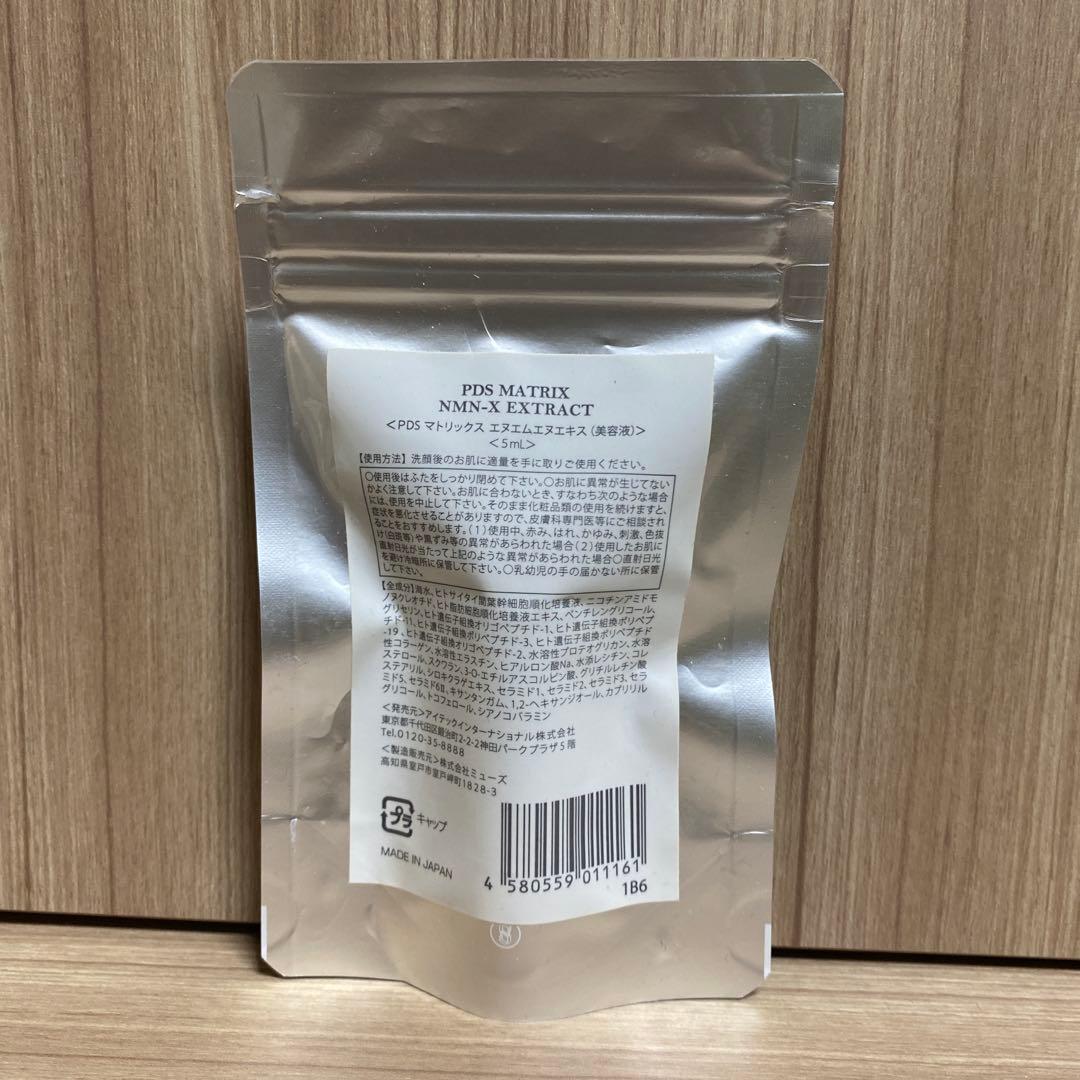 PDS MATRIX
NMN-X EXTRACT
＜PDS マトリックス エヌエムエヌエキス（美容液）＞
＜5mL＞
【使用方法】洗顔後のお肌に適量を手に取りご使用ください。
○使用後はふたをしっかり閉めて下さい。○お肌に異常が生じてない
かよく注意して下さい。お肌に合わないとき、すなわち次のような場合
には、使用を中止して下さい。そのまま化粧品類の使用を続けますと、
症状を悪化させることがありますので、皮膚科専門医等にご相談され
ることをおすすめします。（1）使用中、赤み、はれ、かゆみ、刺激、色抜
け（白斑等）や黒ずみ等の異常があらわれた場合（2）使用したお肌に
直射日光が当たって上記のような異常があらわれた場合○直射日光
を避け冷暗所に保管して下さい。○乳幼児の手の届かない所に保管
【全成分】海水、ヒトサイタイ間葉幹細胞順化培養液、ニコチンアミドモ
ノヌクレオチド、ヒト脂肪細胞順化培養液エキス、ペンチレングリコール、
グリセリン、ヒト遺伝子組換オリゴペプチド-1、ヒト遺伝子組換ポリペプ
チド-11、ヒト遺伝子組換ポリペプチド-3、ヒト遺伝子組換ポリペプチド
-19、ヒト遺伝子組換オリゴペプチド-2、水溶性プロテオグリカン、水溶
性コラーゲン、水溶性エラスチン、ヒアルロン酸Na、水添レシチン、コレ
ステロール、スクワラン、3-O-エチルアスコルビン酸、グリチルレチン酸
ステアリル、シロキクラゲエキス、セラミド1、セラミド2、セラミド3、セラ
ミド5、セラミド6Ⅱ、キサンタンガム、1,2-ヘキサンジオール、カプリリル
グリコール、トコフェロール、シアノコバラミン
＜発売元＞アイテックインターナショナル株式会社
東京都千代田区鍛治町2-2-2神田パークプラザ5階
Tel.0120-35-8888
＜製造販売元＞株式会社ミューズ
高知県室戸市室戸岬町1828-3
プラ キャップ
MADE IN JAPAN
4 580559 011161
1B6